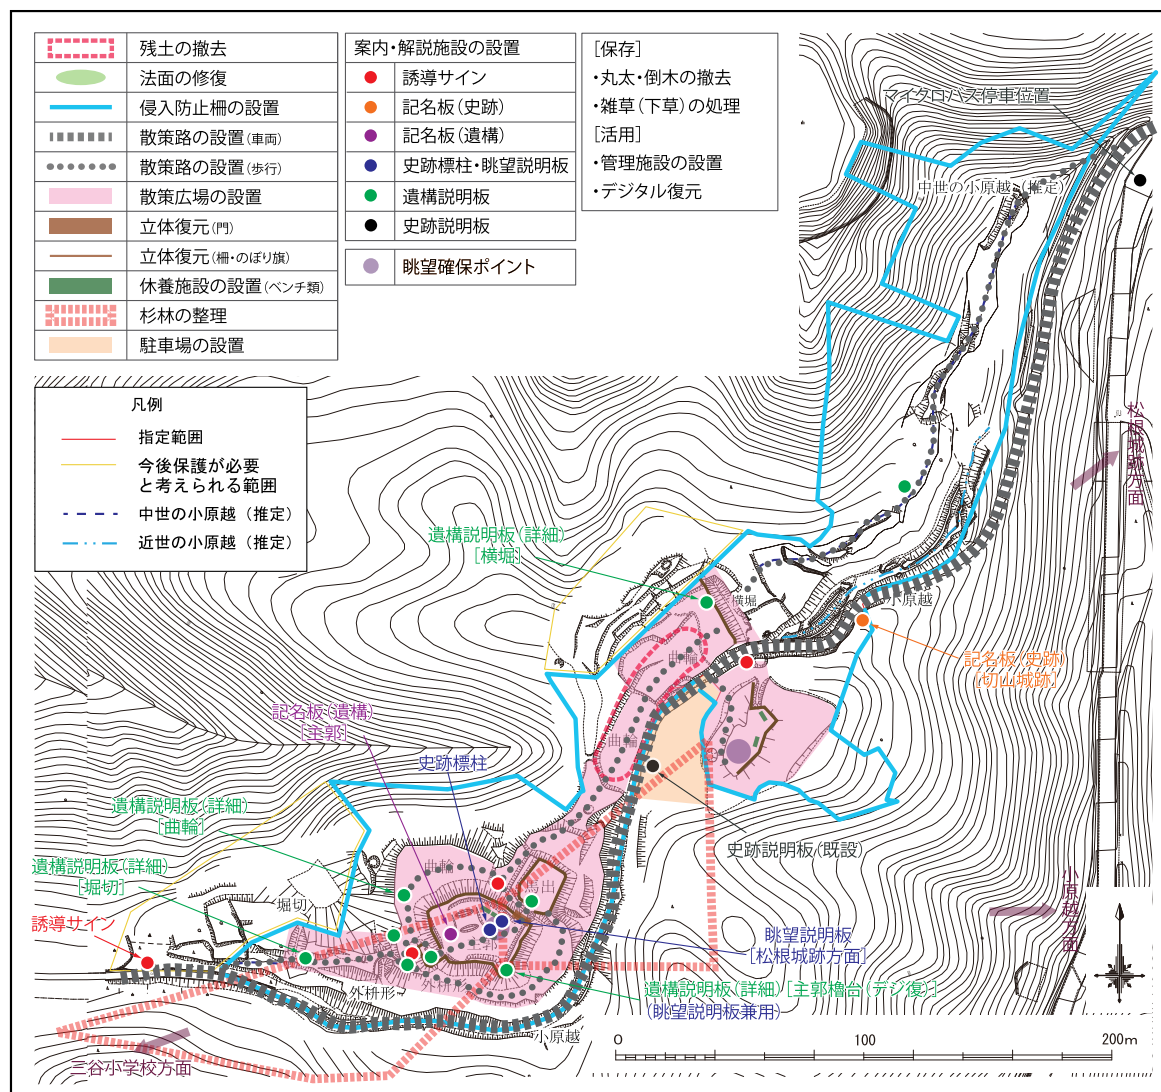 残土の撤去
法面の修復
侵入防止柵の設置
散策路の設置(車両)
散策路の設置(歩行)
散策広場の設置
立体復元(門)
立体復元(柵・のぼり旗)
休養施設の設置(ベンチ類)
杉林の整理
駐車場の設置
案内・解説施設の設置
誘導サイン
記名板(史跡)
記名板(遺構)
史跡標柱・眺望説明板
遺構説明板
史跡説明板
眺望確保ポイント
[保存]
・丸太・倒木の撤去
・雑草(下草)の処理
[活用]
・管理施設の設置
・デジタル復元
凡例
指定範囲
今後保護が必要
と考えられる範囲
中世の小原越（推定）
近世の小原越（推定）
マイクロバス停車位置
中世の小原越（推定）
松根城跡方面
遺構説明板(詳細)
[横堀]
横堀
小原越
曲輪
記名板(史跡)
[切山城跡]
曲輪
記名板(遺構)
[主郭]
史跡標柱
遺構説明板(詳細)
[曲輪]
史跡説明板(既設)
曲輪
遺構説明板(詳細)
[堀切]
馬出
小原越方面
堀切
誘導サイン
主郭
眺望説明板
[松根城跡方面]
外枡形
外枡形
遺構説明板(詳細)[主郭櫓台(デジ復)]
(眺望説明板兼用)
小原越
三谷小学校方面
0
100
200m